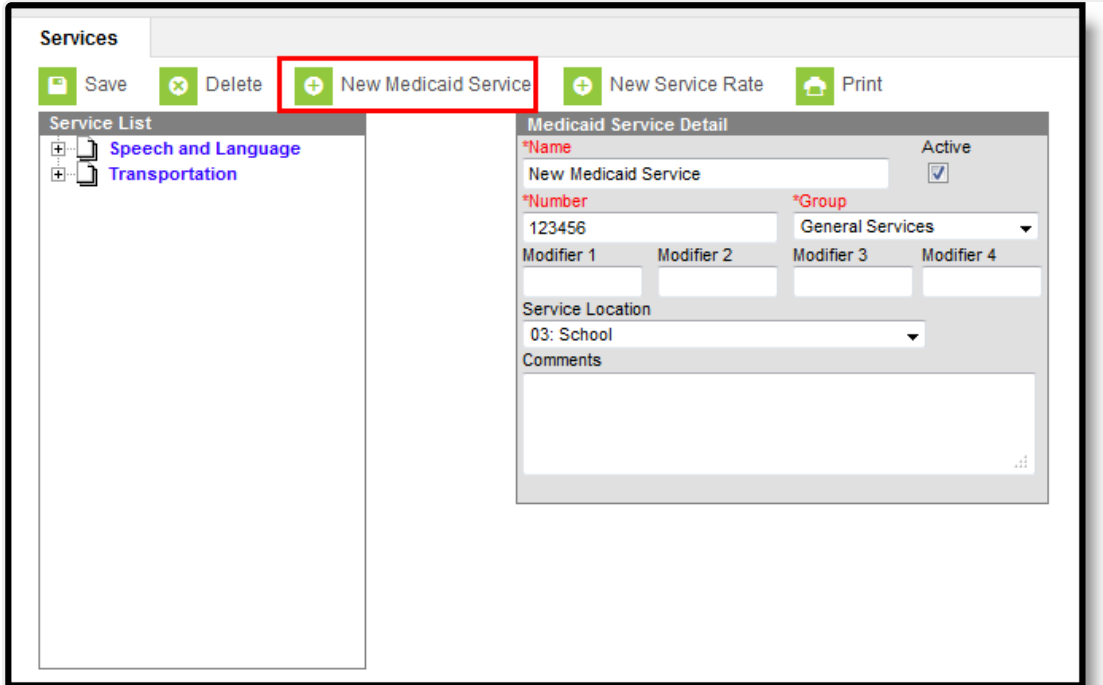 Services
Save Delete New Medicaid Service New Service Rate Print
Service List
Speech and Language
Transportation
Medicaid Service Detail
*Name Active
New Medicaid Service
*Number *Group
123456 General Services
Modifier 1 Modifier 2 Modifier 3 Modifier 4
Service Location
03: School
Comments